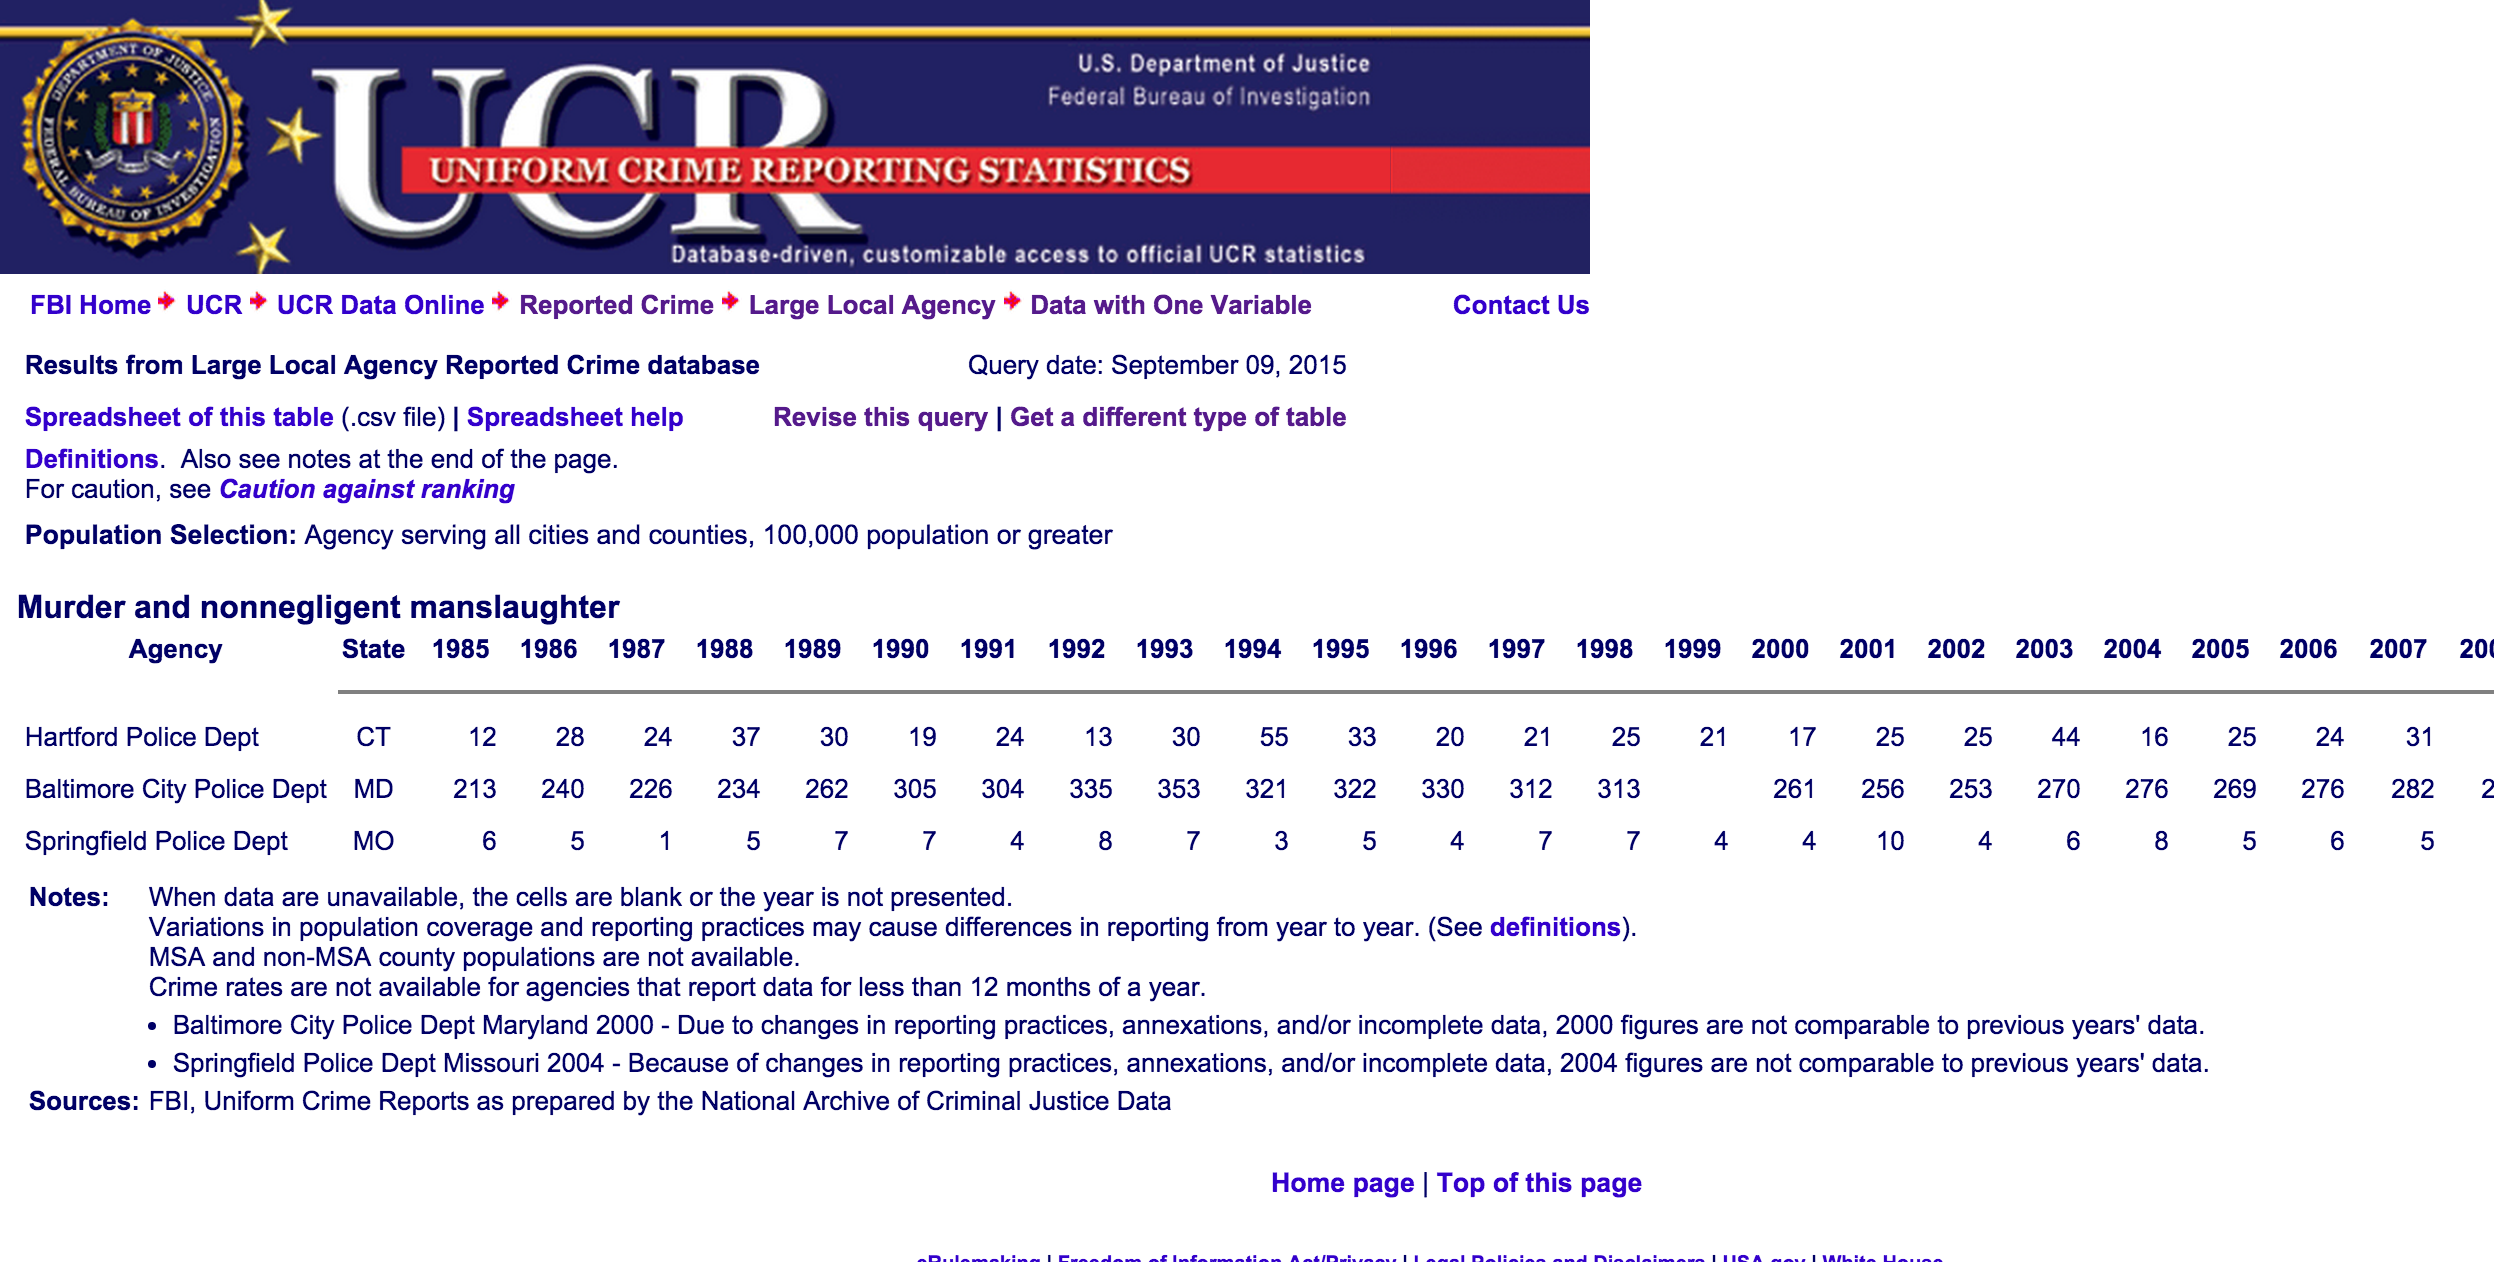 DEPARTMENT OF JUSTICE
FEDERAL BUREAU OF INVESTIGATION
UCR
U.S. Department of Justice
Federal Bureau of Investigation
UNIFORM CRIME REPORTING STATISTICS
Database-driven, customizable access to official UCR statistics
FBI Home UCR UCR Data Online Reported Crime Large Local Agency Data with One Variable Contact Us
Results from Large Local Agency Reported Crime database Query date: September 09, 2015
Spreadsheet of this table (.csv file) | Spreadsheet help Revise this query | Get a different type of table
Definitions. Also see notes at the end of the page.
For caution, see Caution against ranking
Population Selection: Agency serving all cities and counties, 100,000 population or greater
Murder and nonnegligent manslaughter
Agency State 1985 1986 1987 1988 1989 1990 1991 1992 1993 1994 1995 1996 1997 1998 1999 2000 2001 2002 2003 2004 2005 2006 2007
Hartford Police Dept CT 12 28 24 37 30 19 24 13 30 55 33 20 21 25 21 17 25 25 44 16 25 24 31
Baltimore City Police Dept MD 213 240 226 234 262 305 304 335 353 321 322 330 312 313 261 256 253 270 276 269 276 282
Springfield Police Dept MO 6 5 1 5 7 7 4 8 7 3 5 4 7 7 4 4 10 4 6 8 5 6 5
Notes: When data are unavailable, the cells are blank or the year is not presented.
Variations in population coverage and reporting practices may cause differences in reporting from year to year. (See definitions).
MSA and non-MSA county populations are not available.
Crime rates are not available for agencies that report data for less than 12 months of a year.
• Baltimore City Police Dept Maryland 2000 - Due to changes in reporting practices, annexations, and/or incomplete data, 2000 figures are not comparable to previous years' data.
• Springfield Police Dept Missouri 2004 - Because of changes in reporting practices, annexations, and/or incomplete data, 2004 figures are not comparable to previous years' data.
Sources: FBI, Uniform Crime Reports as prepared by the National Archive of Criminal Justice Data
Home page | Top of this page
eRulemaking | Freedom of Information Act/Privacy | Legal Policies and Disclaimers | USA.gov | White House